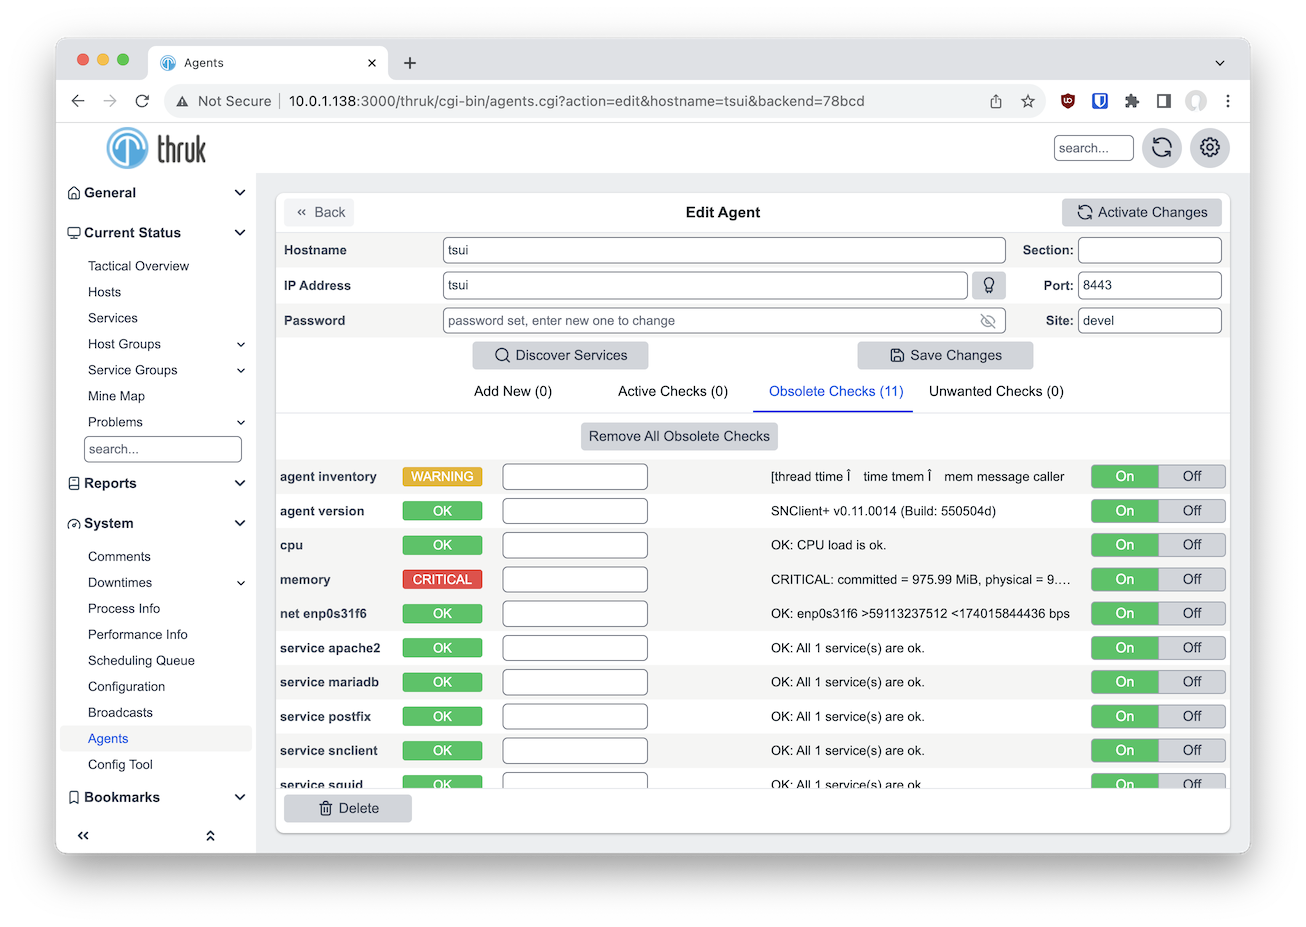 Agents
Not Secure 10.0.1.138:3000/thruk/cgi-bin/agents.cgi?action=edit&hostname=tsui&backend=78bcd
thruk
search...
General
Current Status
Tactical Overview
Hosts
Services
Host Groups
Service Groups
Mine Map
Problems
search...
Reports
System
Comments
Downtimes
Process Info
Performance Info
Scheduling Queue
Configuration
Broadcasts
Agents
Config Tool
Bookmarks
« Back
Edit Agent
Activate Changes
Hostname tsui Section:
IP Address tsui Port: 8443
Password password set, enter new one to change Site: devel
Discover Services Save Changes
Add New (0) Active Checks (0) Obsolete Checks (11) Unwanted Checks (0)
Remove All Obsolete Checks
agent inventory WARNING [thread ttime Î time tmem Î mem message caller On Off
agent version OK SNClient+ v0.11.0014 (Build: 550504d) On Off
cpu OK OK: CPU load is ok. On Off
memory CRITICAL CRITICAL: committed = 975.99 MiB, physical = 9.... On Off
net enp0s31f6 OK OK: enp0s31f6 >59113237512 <174015844436 bps On Off
service apache2 OK OK: All 1 service(s) are ok. On Off
service mariadb OK OK: All 1 service(s) are ok. On Off
service postfix OK OK: All 1 service(s) are ok. On Off
service snclient OK OK: All 1 service(s) are ok. On Off
service squid OK OK: All 1 service(s) are ok. On Off
Delete